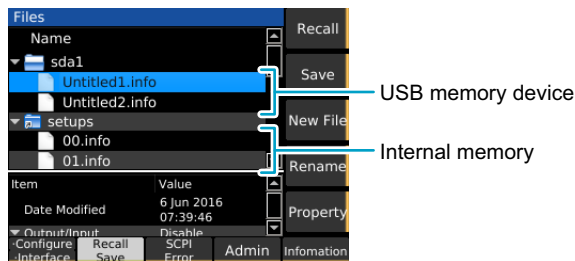 Files
Name
sda1
Untitled1.info
Untitled2.info
setups
00.info
01.info
Item Value
Date Modified 6 Jun 2016
07:39:46
Output/Input Disable
Recall
Save
New File
Rename
Property
·Configure
·Interface
Recall
Save
SCPI
Error
Admin
Infomation
USB memory device
Internal memory